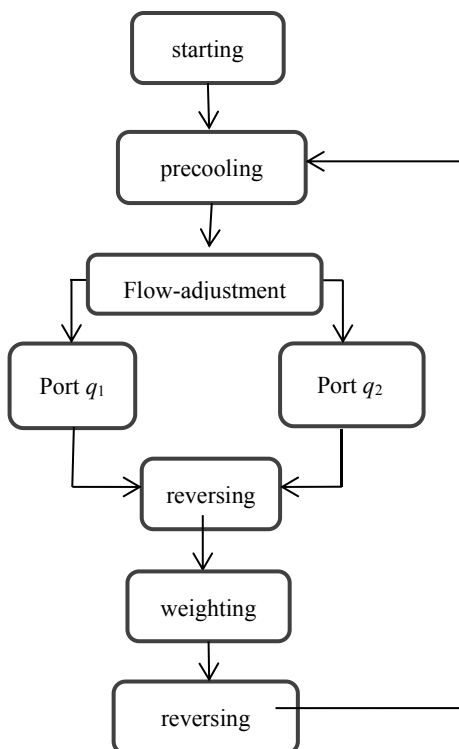 starting
precooling
Flow-adjustment
Port q1
Port q2
reversing
weighting
reversing